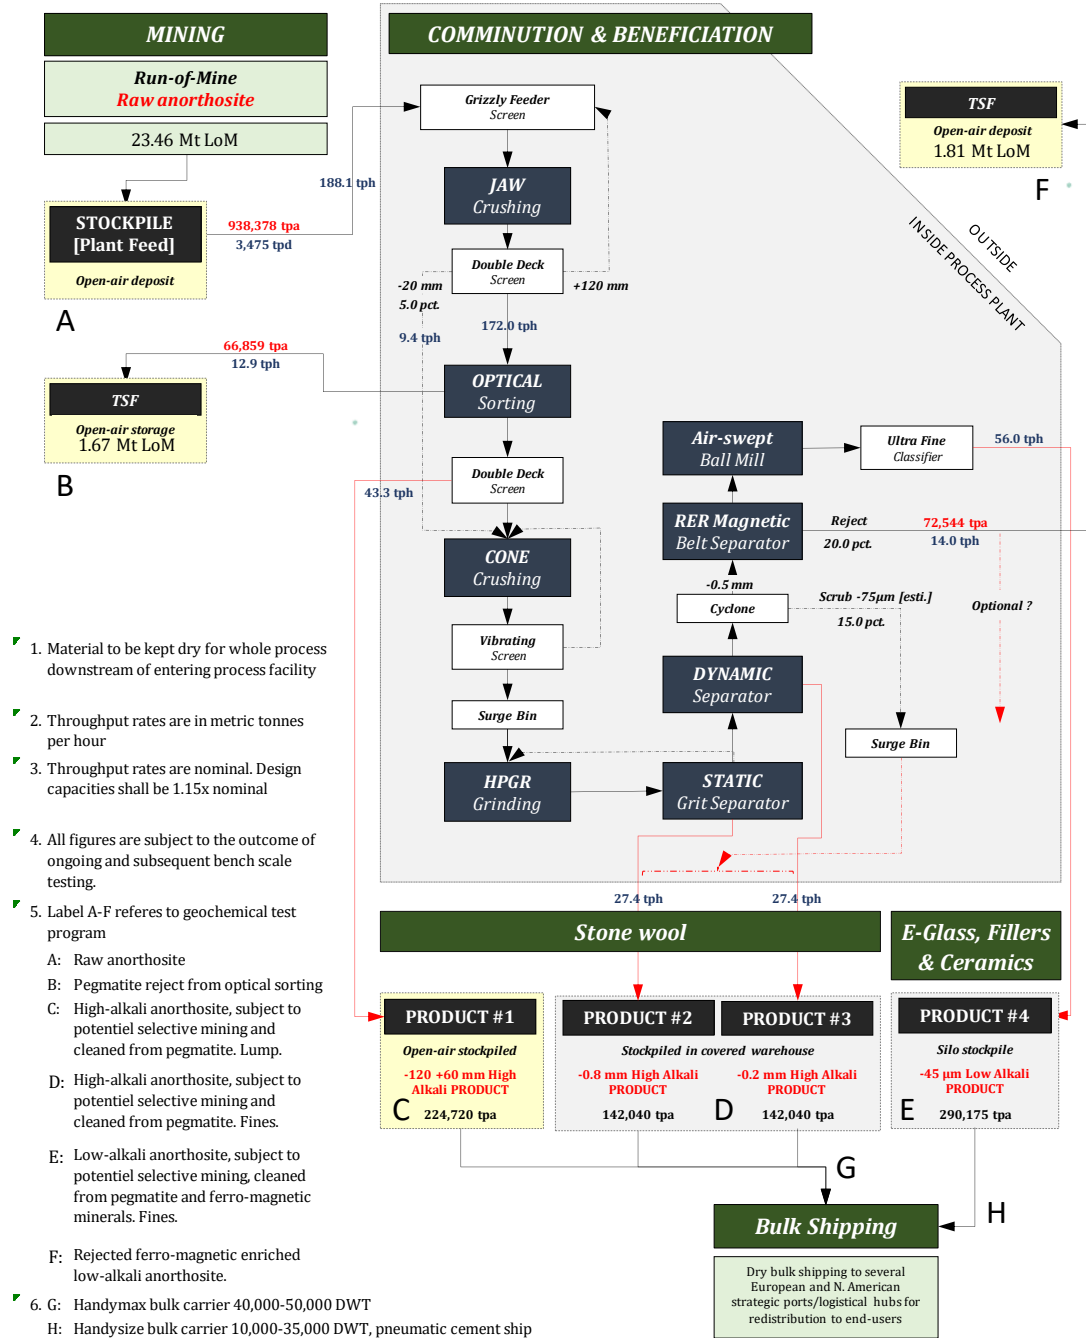 MINING
Run-of-Mine
Raw anorthosite
23.46 Mt LoM
STOCKPILE
[Plant Feed]
Open-air deposit
A
938,378 tpa
3,475 tpd
188.1 tph
66,859 tpa
12.9 tph
TSF
Open-air storage
1.67 Mt LoM
B
COMMINUTION & BENEFICIATION
Grizzly Feeder
Screen
JAW
Crushing
Double Deck
Screen
-20 mm
5.0 pct.
+120 mm
9.4 tph
172.0 tph
OPTICAL
Sorting
Double Deck
Screen
43.3 tph
CONE
Crushing
Vibrating
Screen
Surge Bin
HPGR
Grinding
STATIC
Grit Separator
DYNAMIC
Separator
Cyclone
-0.5 mm
Scrub -75µm [esti.]
15.0 pct.
Surge Bin
RER Magnetic
Belt Separator
Reject
20.0 pct.
72,544 tpa
14.0 tph
Optional ?
Air-swept
Ball Mill
Ultra Fine
Classifier
56.0 tph
TSF
Open-air deposit
1.81 Mt LoM
F
OUTSIDE
INSIDE PROCESS PLANT
27.4 tph
27.4 tph
Stone wool
E-Glass, Fillers
& Ceramics
PRODUCT #1
Open-air stockpiled
-120 +60 mm High
Alkali PRODUCT
224,720 tpa
C
PRODUCT #2
PRODUCT #3
Stockpiled in covered warehouse
-0.8 mm High Alkali
PRODUCT
142,040 tpa
-0.2 mm High Alkali
PRODUCT
142,040 tpa
D
PRODUCT #4
Silo stockpile
-45 µm Low Alkali
PRODUCT
290,175 tpa
E
G
H
Bulk Shipping
Dry bulk shipping to several
European and N. American
strategic ports/logistical hubs for
redistribution to end-users
1. Material to be kept dry for whole process
downstream of entering process facility
2. Throughput rates are in metric tonnes
per hour
3. Throughput rates are nominal. Design
capacities shall be 1.15x nominal
4. All figures are subject to the outcome of
ongoing and subsequent bench scale
testing.
5. Label A-F referes to geochemical test
program
A: Raw anorthosite
B: Pegmatite reject from optical sorting
C: High-alkali anorthosite, subject to
potentiel selective mining and
cleaned from pegmatite. Lump.
D: High-alkali anorthosite, subject to
potentiel selective mining and
cleaned from pegmatite. Fines.
E: Low-alkali anorthosite, subject to
potentiel selective mining, cleaned
from pegmatite and ferro-magnetic
minerals. Fines.
F: Rejected ferro-magnetic enriched
low-alkali anorthosite.
6. G: Handymax bulk carrier 40,000-50,000 DWT
H: Handysize bulk carrier 10,000-35,000 DWT, pneumatic cement ship